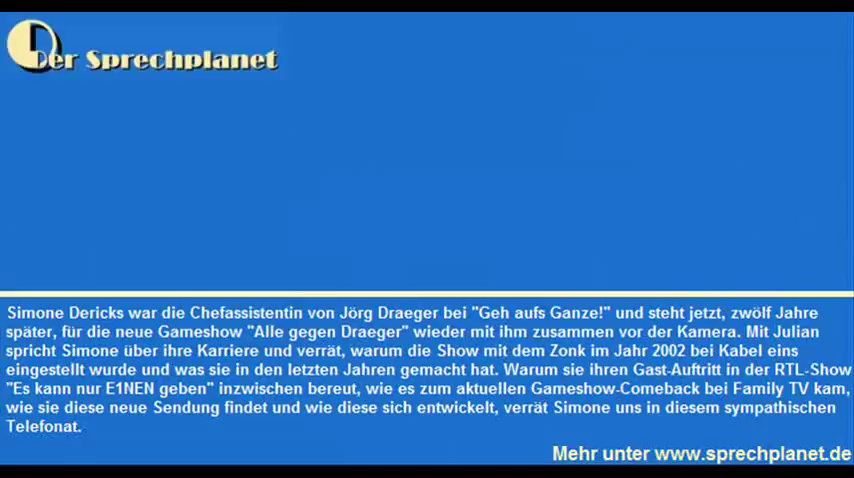 Der Sprechplanet
Simone Dericks war die Chefassistentin von Jörg Draeger bei "Geh aufs Ganze!" und steht jetzt, zwölf Jahre
später, für die neue Gameshow "Alle gegen Draeger" wieder mit ihm zusammen vor der Kamera. Mit Julian
spricht Simone über ihre Karriere und verrät, warum die Show mit dem Zonk im Jahr 2002 bei Kabel eins
eingestellt wurde und was sie in den letzten Jahren gemacht hat. Warum sie ihren Gast-Auftritt in der RTL-Show
"Es kann nur E1NEN geben" inzwischen bereut, wie es zum aktuellen Gameshow-Comeback bei Family TV kam,
wie sie diese neue Sendung findet und wie diese sich entwickelt, verrät Simone uns in diesem sympathischen
Telefonat.
Mehr unter www.sprechplanet.de